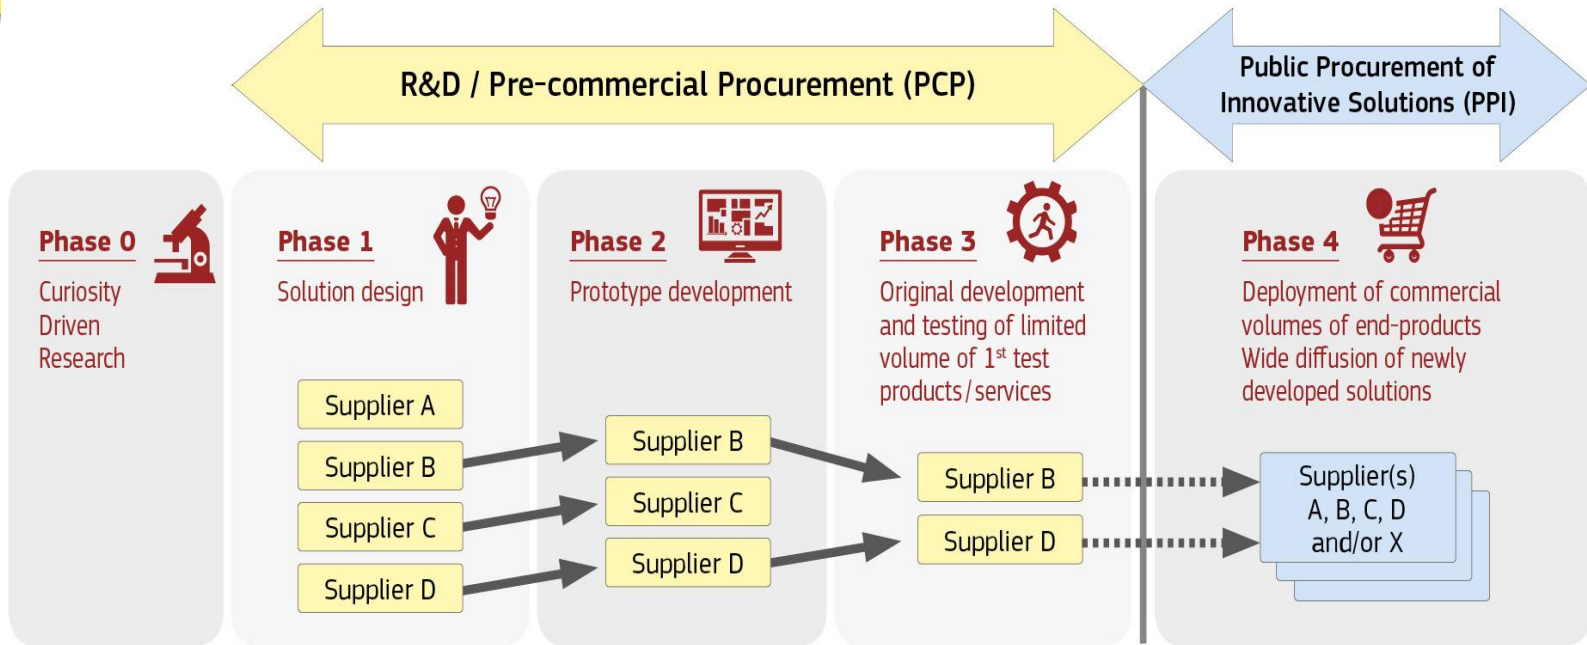 R&D / Pre-commercial Procurement (PCP)
Public Procurement of
Innovative Solutions (PPI)
Phase 0
Curiosity
Driven
Research
Phase 1
Solution design
Supplier A
Supplier B
Supplier C
Supplier D
Phase 2
Prototype development
Supplier B
Supplier C
Supplier D
Phase 3
Original development
and testing of limited
volume of 1st test
products/services
Supplier B
Supplier D
Phase 4
Deployment of commercial
volumes of end-products
Wide diffusion of newly
developed solutions
Supplier(s)
A, B, C, D
and/or X